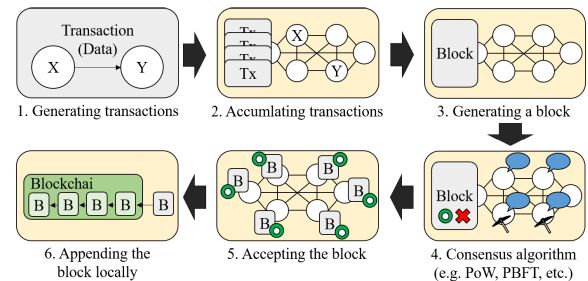 Transaction
(Data)
X
Y
1. Generating transactions
Tx
Tx
Tx
Tx
X
Y
2. Accumlating transactions
Block
3. Generating a block
Block
4. Consensus algorithm
(e.g. PoW, PBFT, etc.)
B
B
B
B
B
B
5. Accepting the block
Blockchai
B
B
B
B
B
6. Appending the
block locally